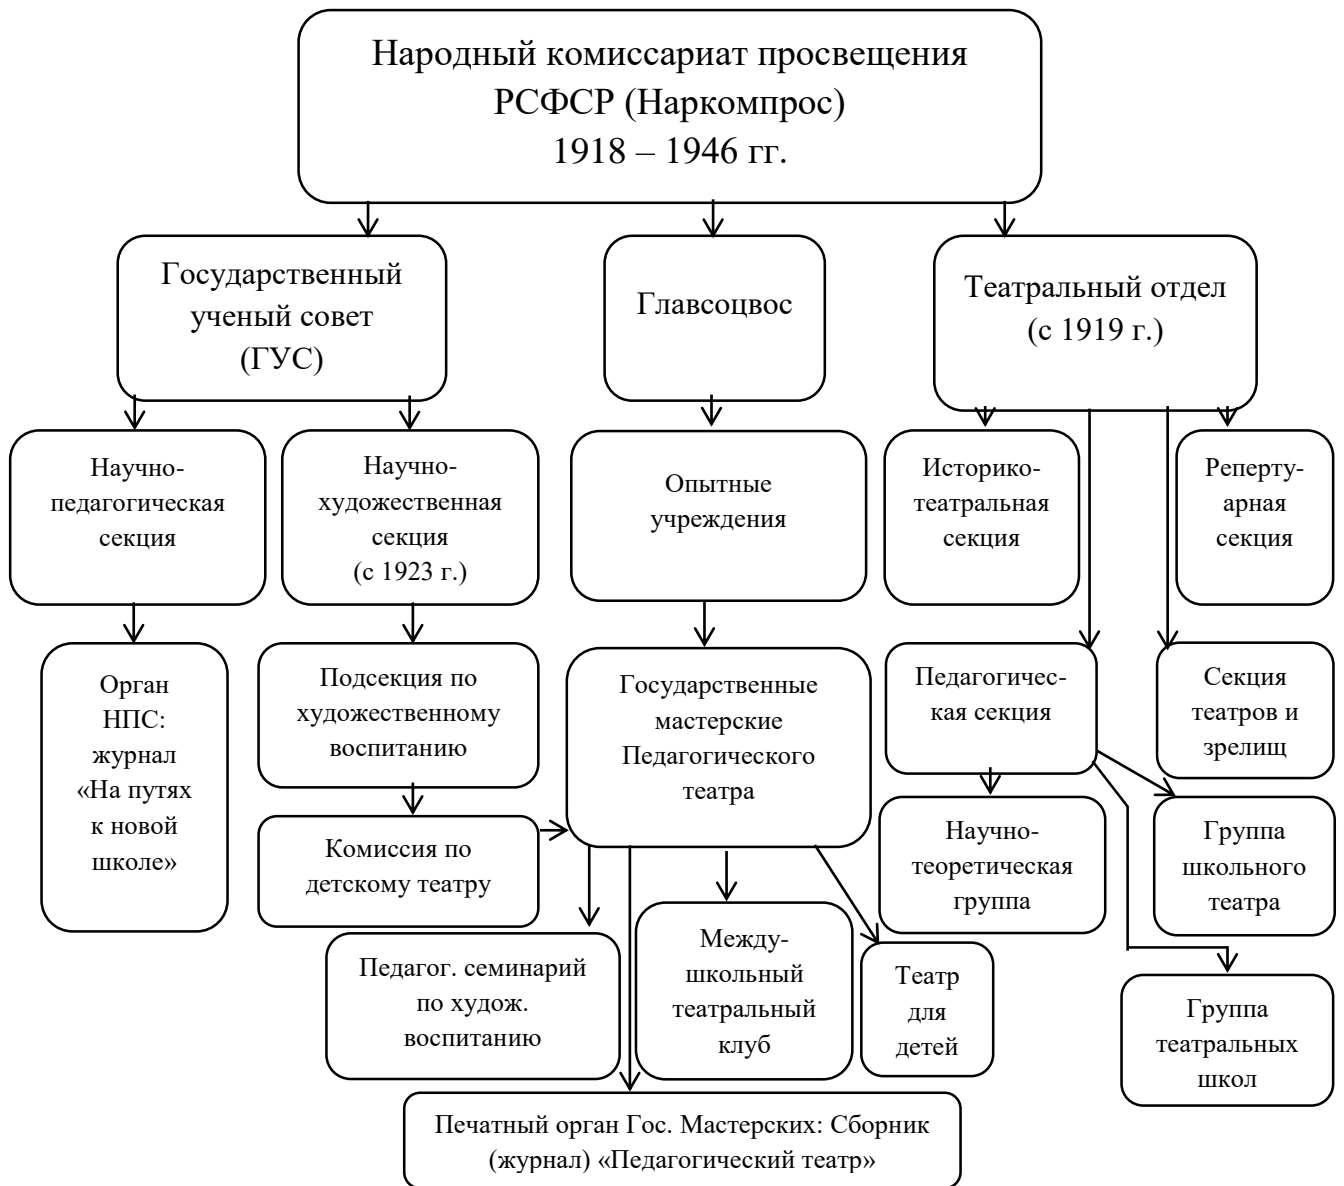 Народный комиссариат просвещения
РСФСР (Наркомпрос)
1918 – 1946 гг.
Государственный
ученый совет
(ГУС)
Главсоцвос
Театральный отдел
(с 1919 г.)
Научно-
педагогическая
секция
Научно-
художественная
секция
(с 1923 г.)
Опытные
учреждения
Историко-
театральная
секция
Реперту-
арная
секция
Орган
НПС:
журнал
«На путях
к новой
школе»
Подсекция по
художественному
воспитанию
Государственные
мастерские
Педагогического
театра
Педагогичес-
кая секция
Секция
театров и
зрелищ
Комиссия по
детскому театру
Научно-
теоретическая
группа
Группа
школьного
театра
Педагог. семинарий
по худож.
воспитанию
Между-
школьный
театральный
клуб
Театр
для
детей
Группа
театральных
школ
Печатный орган Гос. Мастерских: Сборник
(журнал) «Педагогический театр»